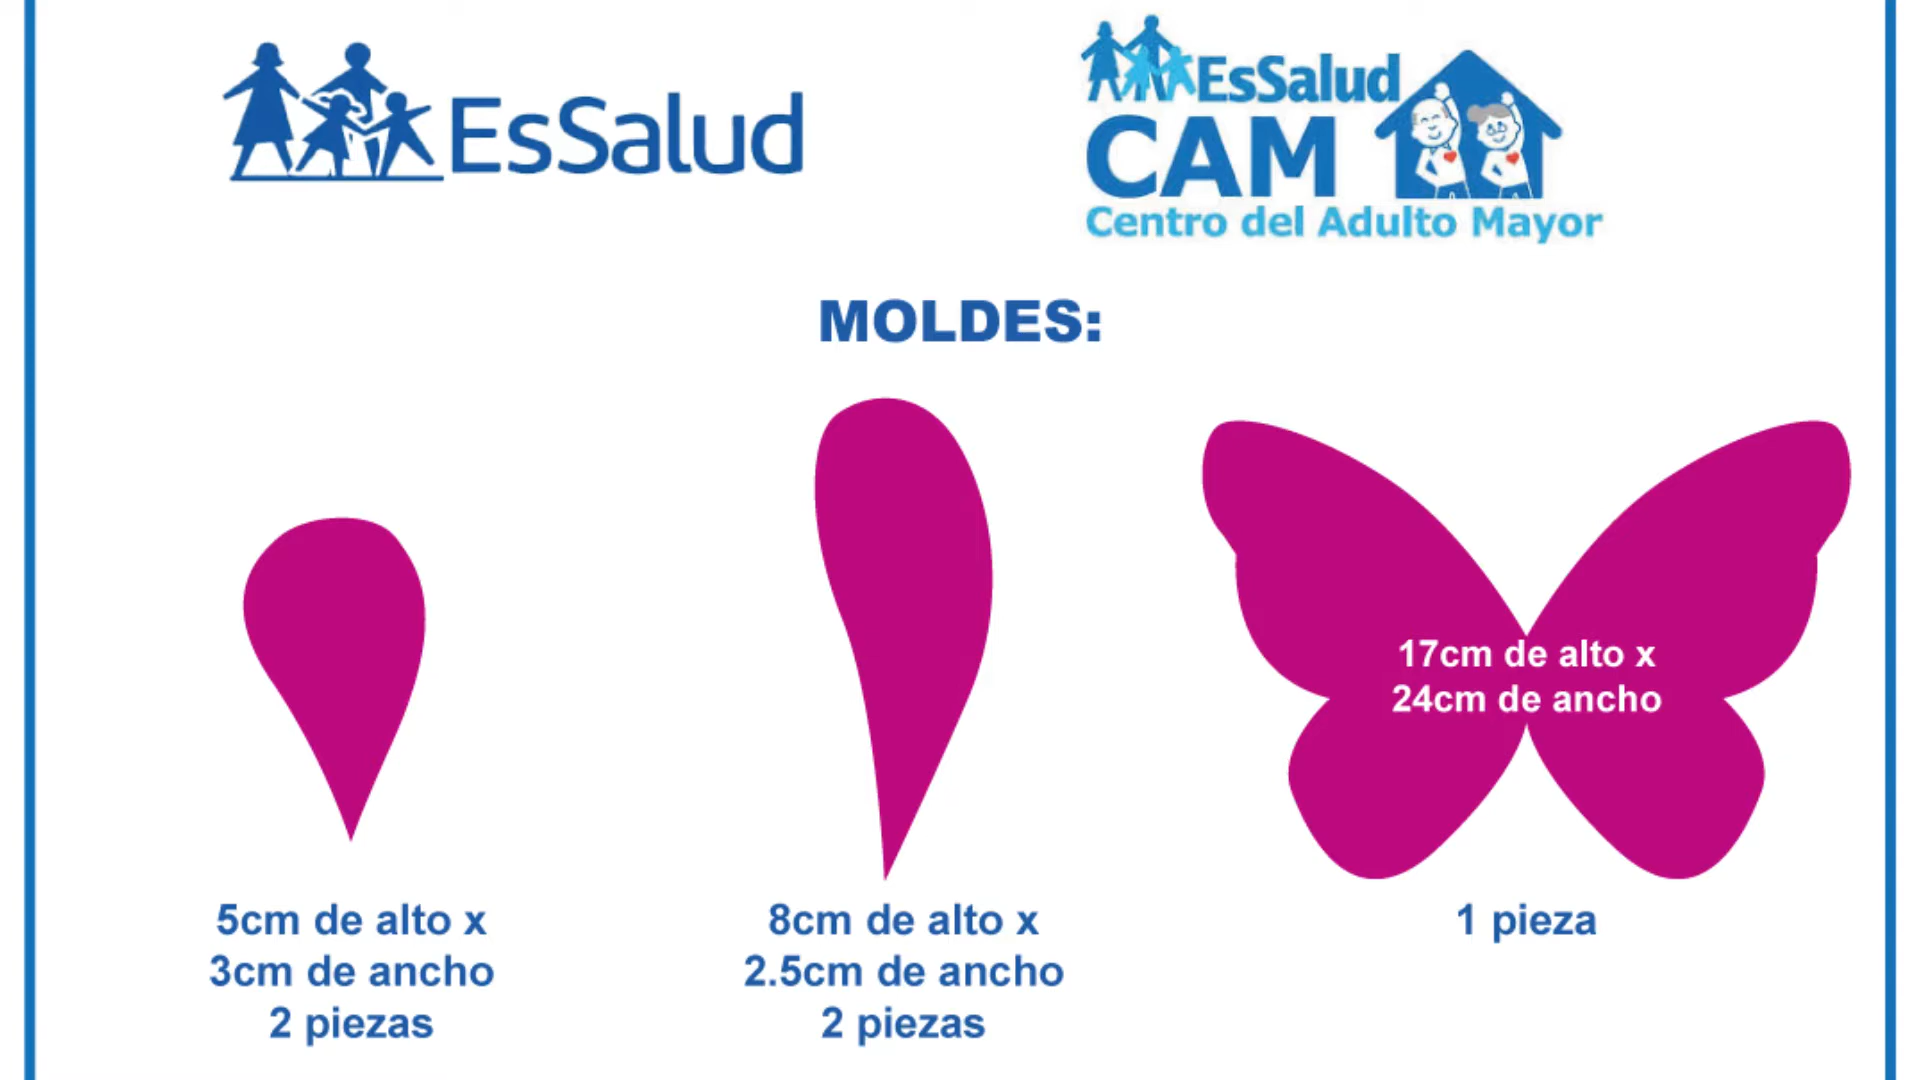 EsSalud
EsSalud
CAM
Centro del Adulto Mayor
MOLDES:
5cm de alto x
3cm de ancho
2 piezas
8cm de alto x
2.5cm de ancho
2 piezas
17cm de alto x
24cm de ancho
1 pieza